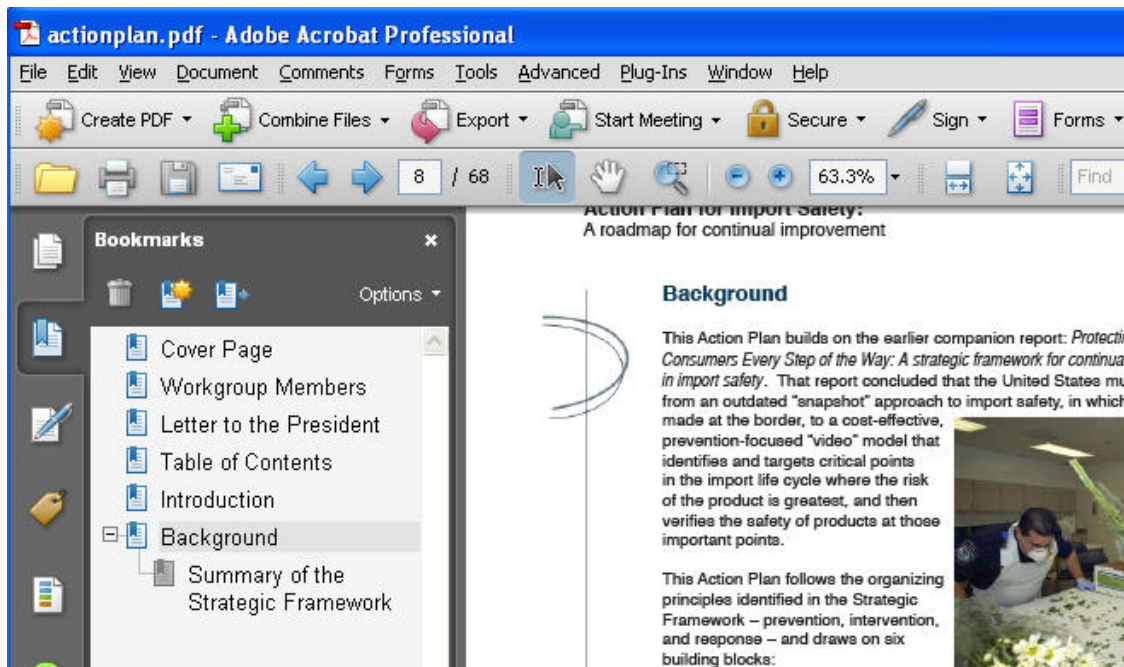 actionplan.pdf - Adobe Acrobat Professional
File Edit View Document Comments Forms Tools Advanced Plug-Ins Window Help
Create PDF Combine Files Export Start Meeting Secure Sign Forms
8 / 68 63.3% Find
Action Plan for Import Safety:
A roadmap for continual improvement
Bookmarks
Options
Cover Page
Workgroup Members
Letter to the President
Table of Contents
Introduction
Background
Summary of the
Strategic Framework
Background
This Action Plan builds on the earlier companion report: Protectin
Consumers Every Step of the Way: A strategic framework for continua
in import safety. That report concluded that the United States mu
from an outdated "snapshot" approach to import safety, in which
made at the border, to a cost-effective,
prevention-focused "video" model that
identifies and targets critical points
in the import life cycle where the risk
of the product is greatest, and then
verifies the safety of products at those
important points.
This Action Plan follows the organizing
principles identified in the Strategic
Framework – prevention, intervention,
and response – and draws on six
building blocks: